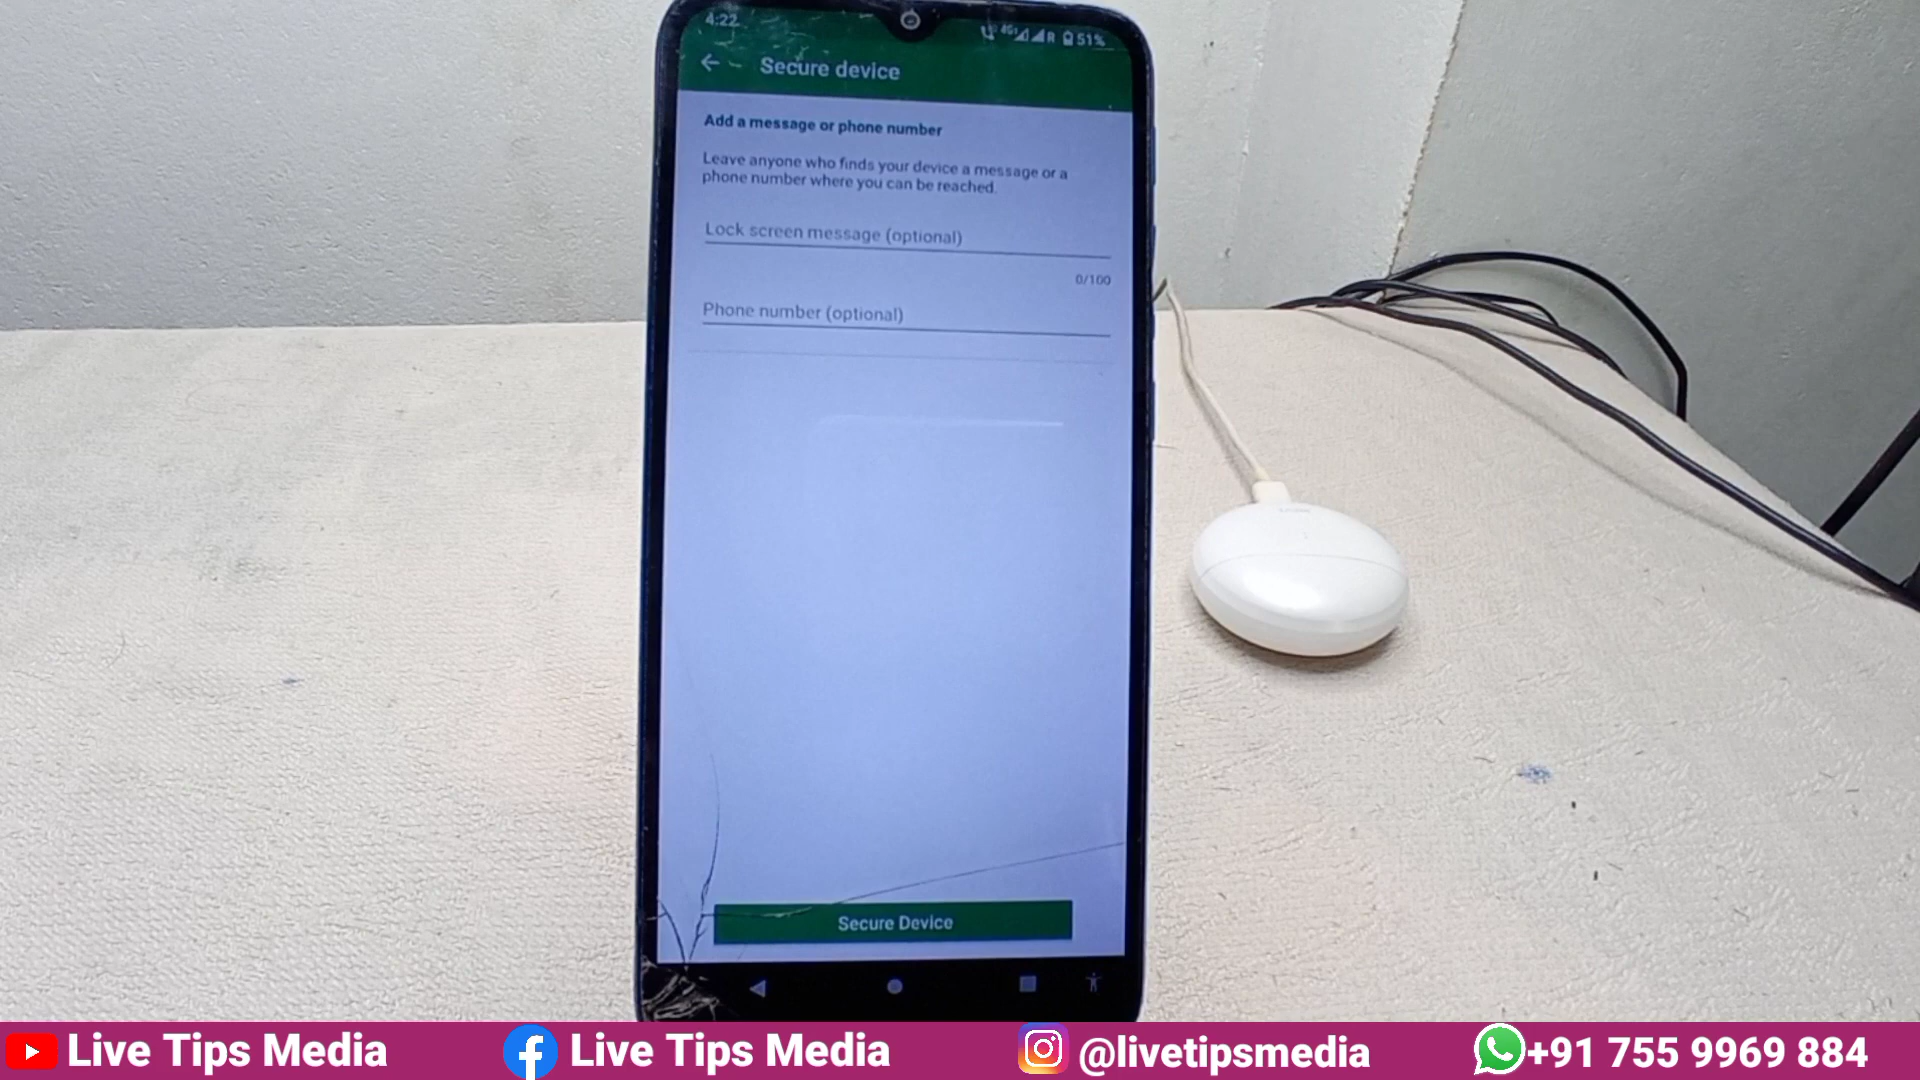 4:22
4G
R
51%
Secure device
Add a message or phone number
Leave anyone who finds your device a message or a
phone number where you can be reached.
Lock screen message (optional)
0/100
Phone number (optional)
Secure Device
Live Tips Media
Live Tips Media
@livetipsmedia
+91 755 9969 884